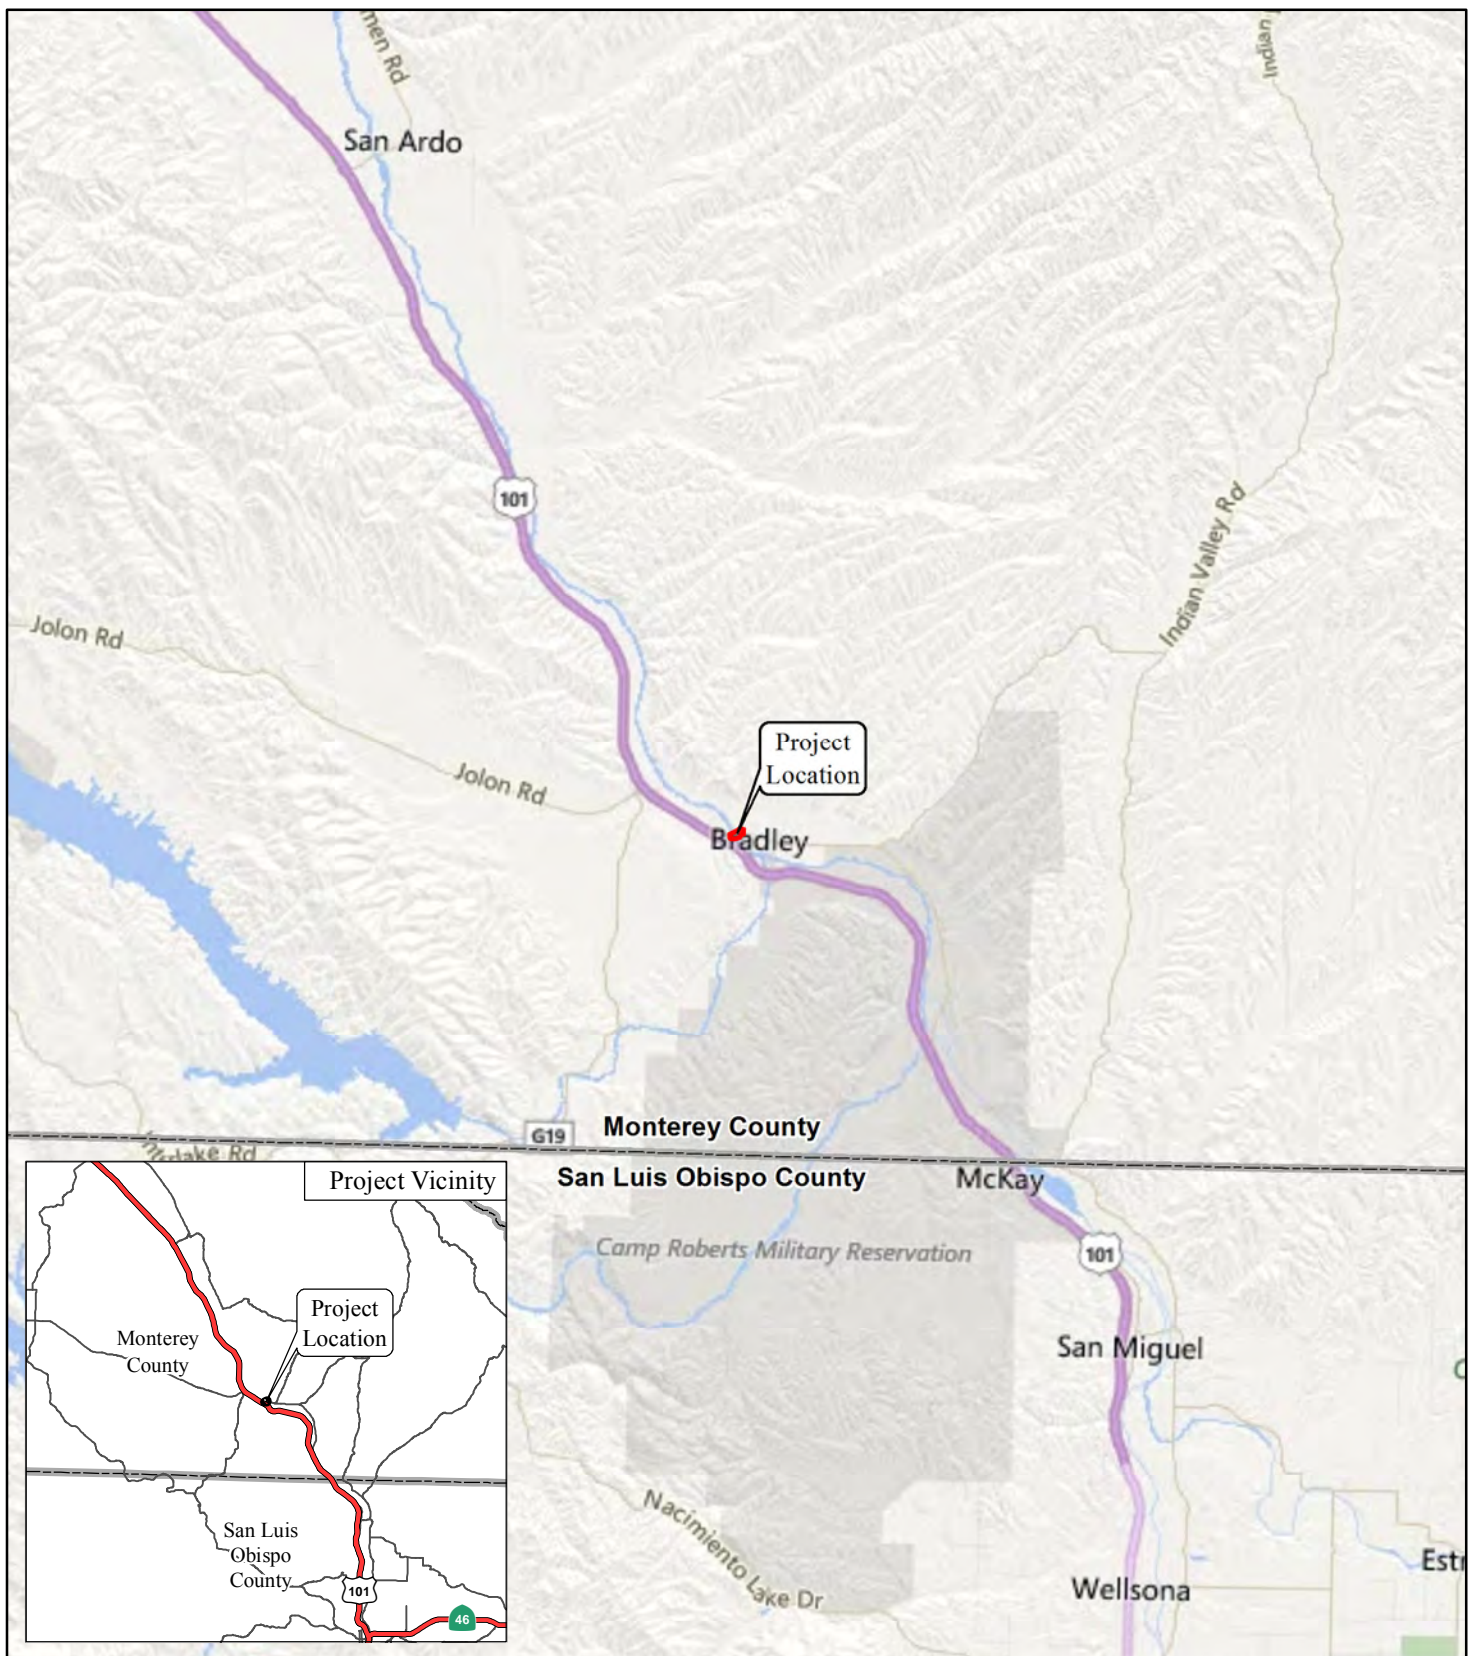 Indian
men Rd
San Ardo
101
Indian Valley Rd
Jolon Rd
Project
Location
Jolon Rd
Bradley
G19
Monterey County
San Luis Obispo County
McKay
Project Vicinity
Camp Roberts Military Reservation
101
Project
Location
Monterey
County
San Miguel
San Luis
Obispo
County
101
46
Nacimiento Lake Dr
Estr
Wellsona